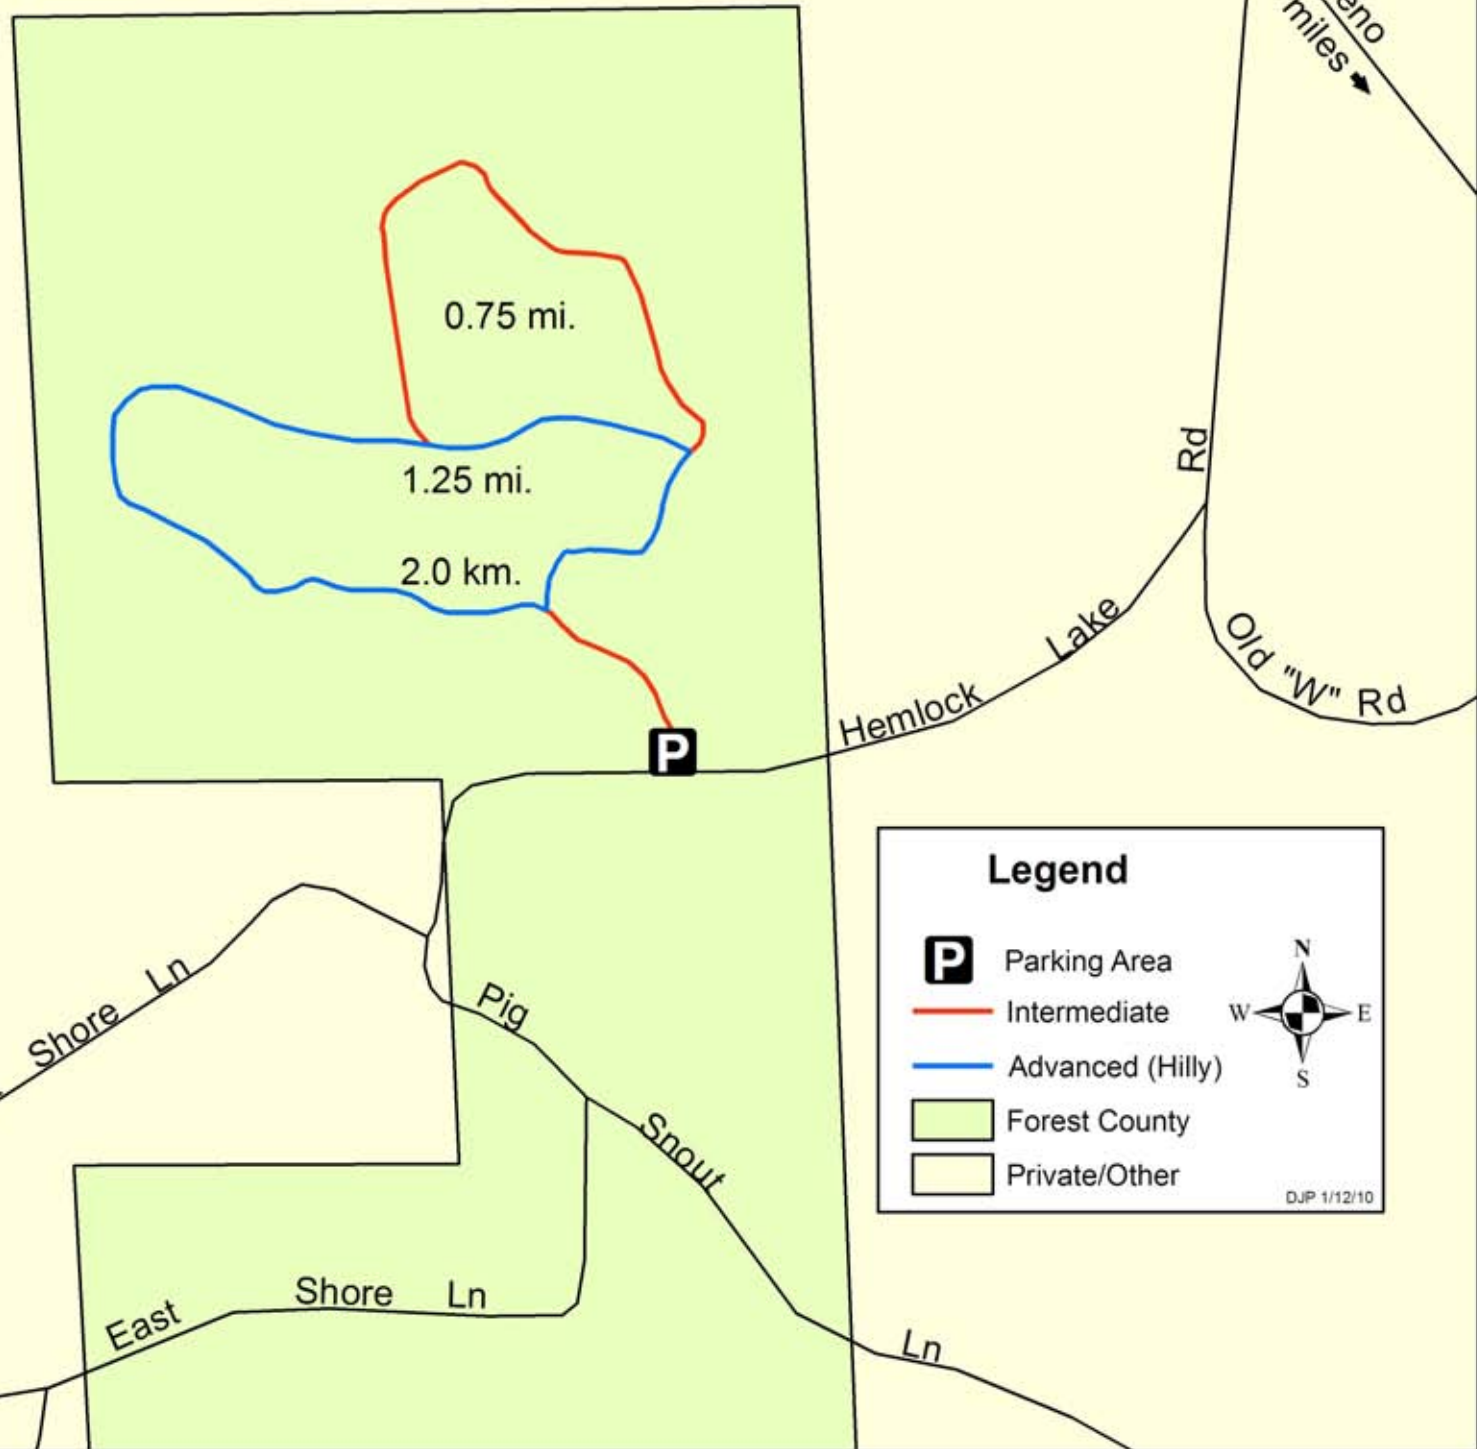 eno
miles
0.75 mi.
1.25 mi.
2.0 km.
Rd
Lake
Hemlock
Old "W" Rd
P
Legend
P Parking Area
Intermediate
Advanced (Hilly)
Forest County
Private/Other
N
W E
S
DJP 1/12/10
Shore Ln
Pig
Snout
Ln
East Shore Ln